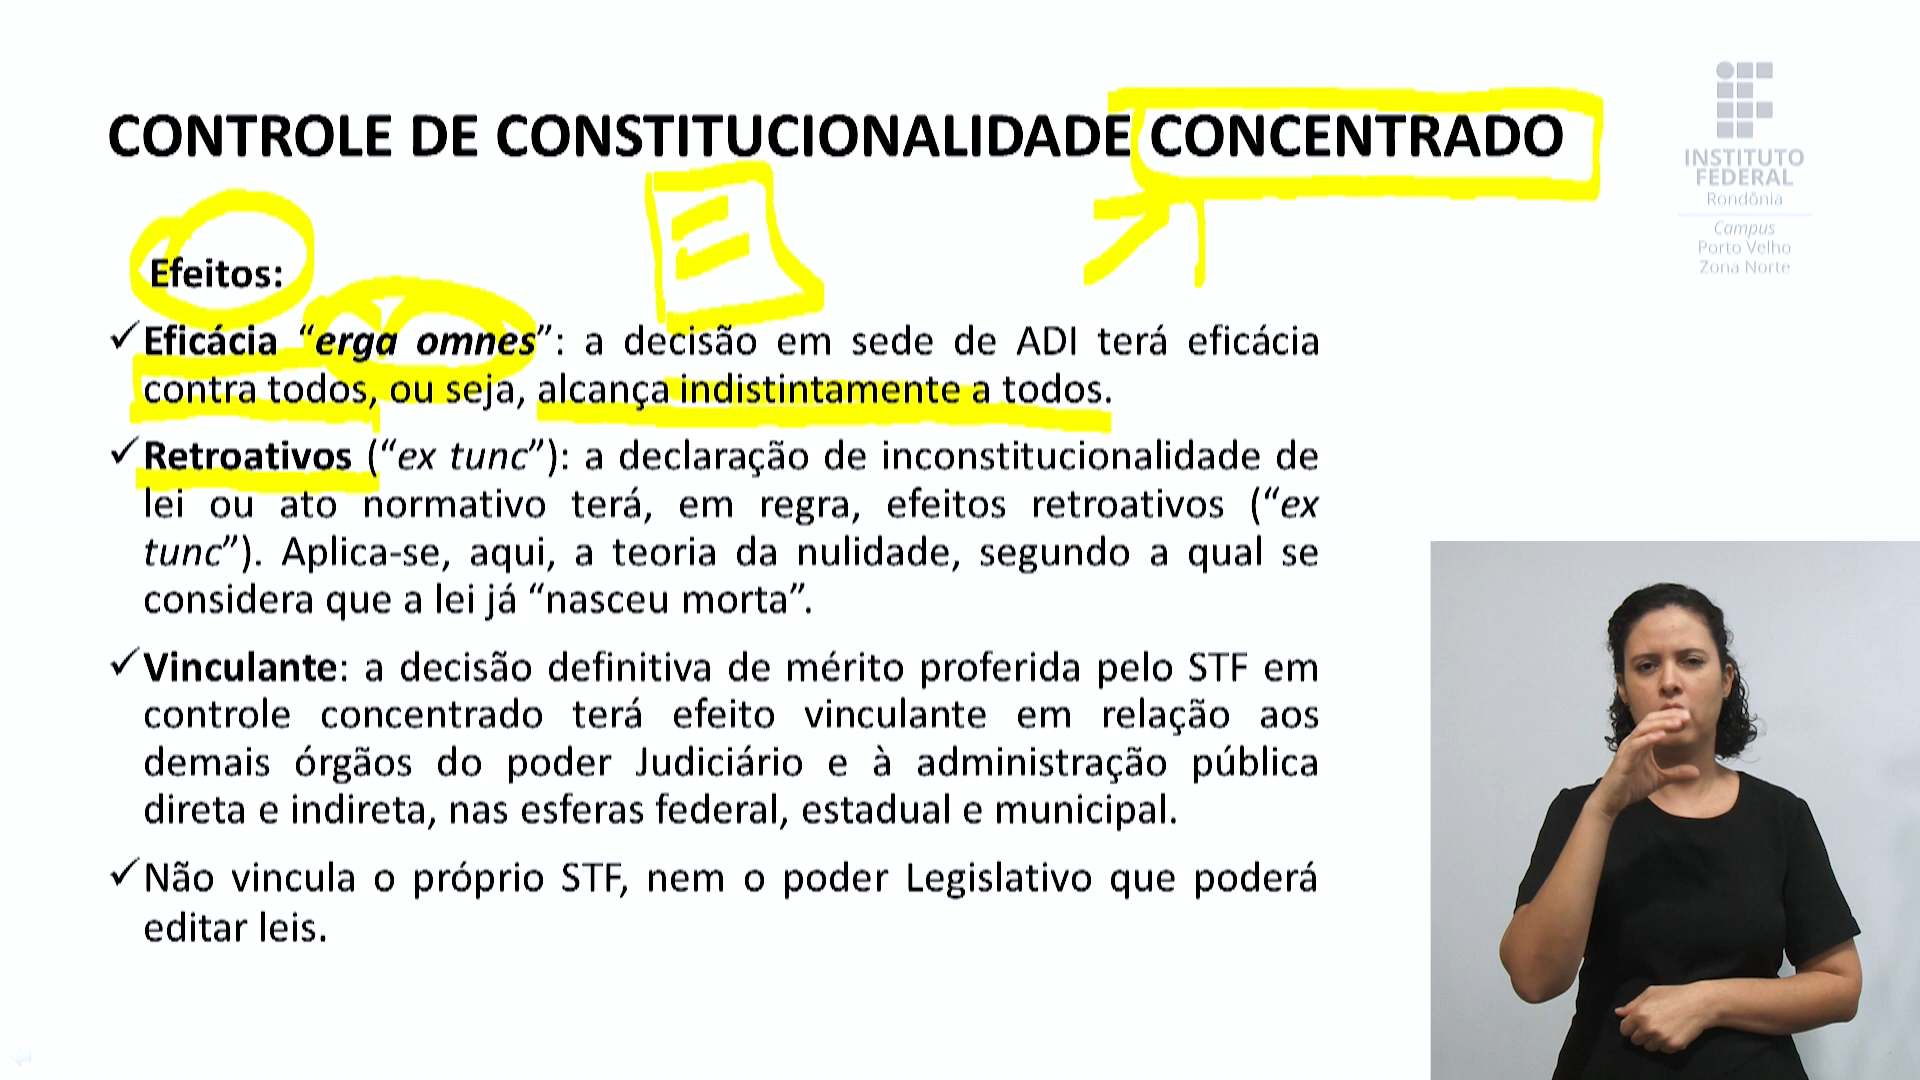 CONTROLE DE CONSTITUCIONALIDADE CONCENTRADO
INSTITUTO
FEDERAL
Rondônia
Campus
Porto Velho
Zona Norte
Efeitos:
✓Eficácia “erga omnes”: a decisão em sede de ADI terá eficácia
contra todos, ou seja, alcança indistintamente a todos.
✓Retroativos (“ex tunc”): a declaração de inconstitucionalidade de
lei ou ato normativo terá, em regra, efeitos retroativos (“ex
tunc”). Aplica-se, aqui, a teoria da nulidade, segundo a qual se
considera que a lei já “nasceu morta”.
✓Vinculante: a decisão definitiva de mérito proferida pelo STF em
controle concentrado terá efeito vinculante em relação aos
demais órgãos do poder Judiciário e à administração pública
direta e indireta, nas esferas federal, estadual e municipal.
✓Não vincula o próprio STF, nem o poder Legislativo que poderá
editar leis.